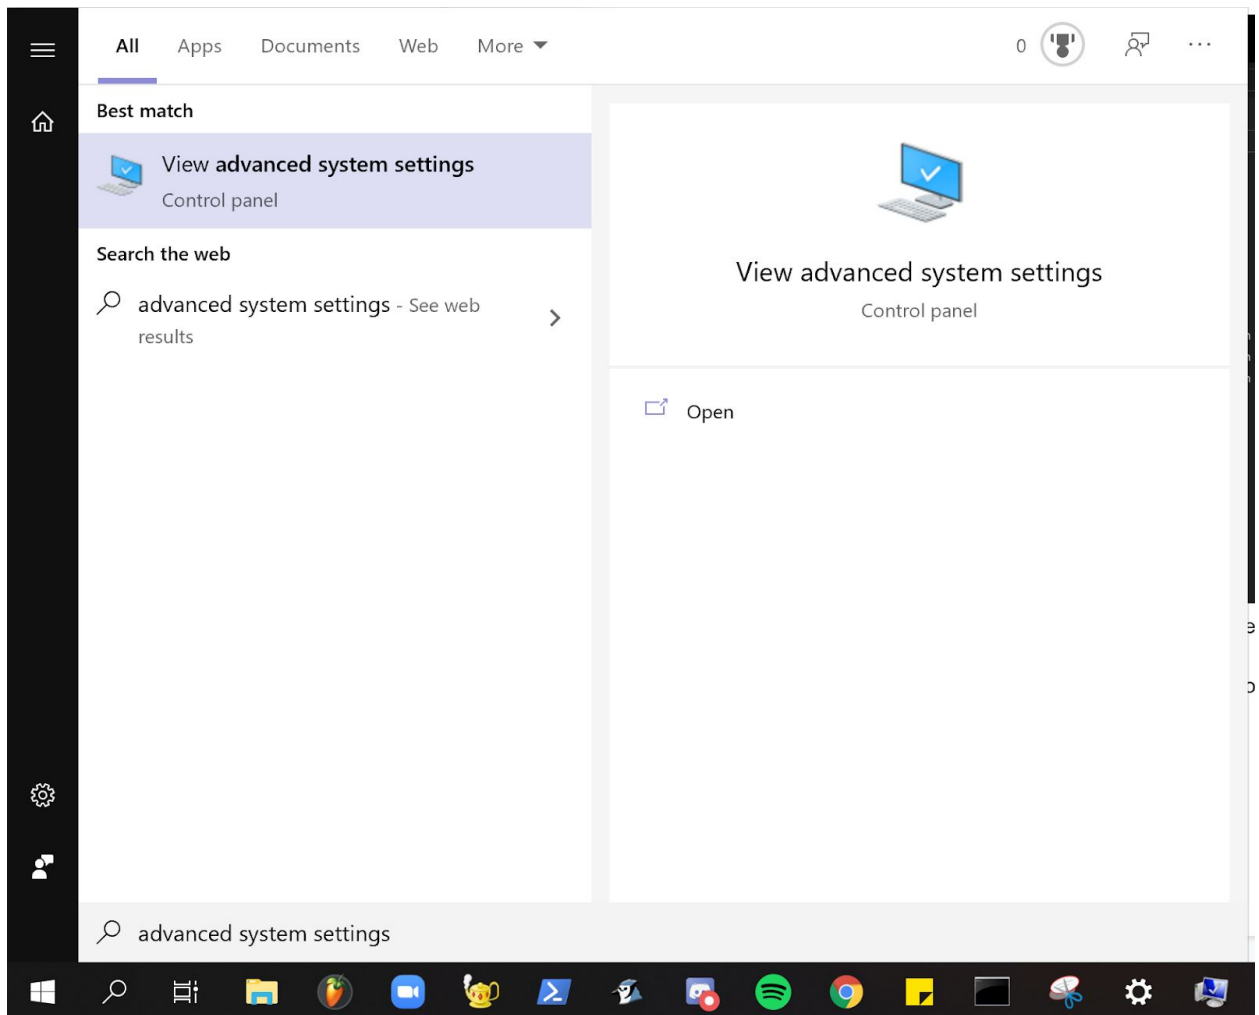 All Apps Documents Web More 0
Best match
View advanced system settings
Control panel
Search the web
advanced system settings - See web
results
View advanced system settings
Control panel
Open
advanced system settings